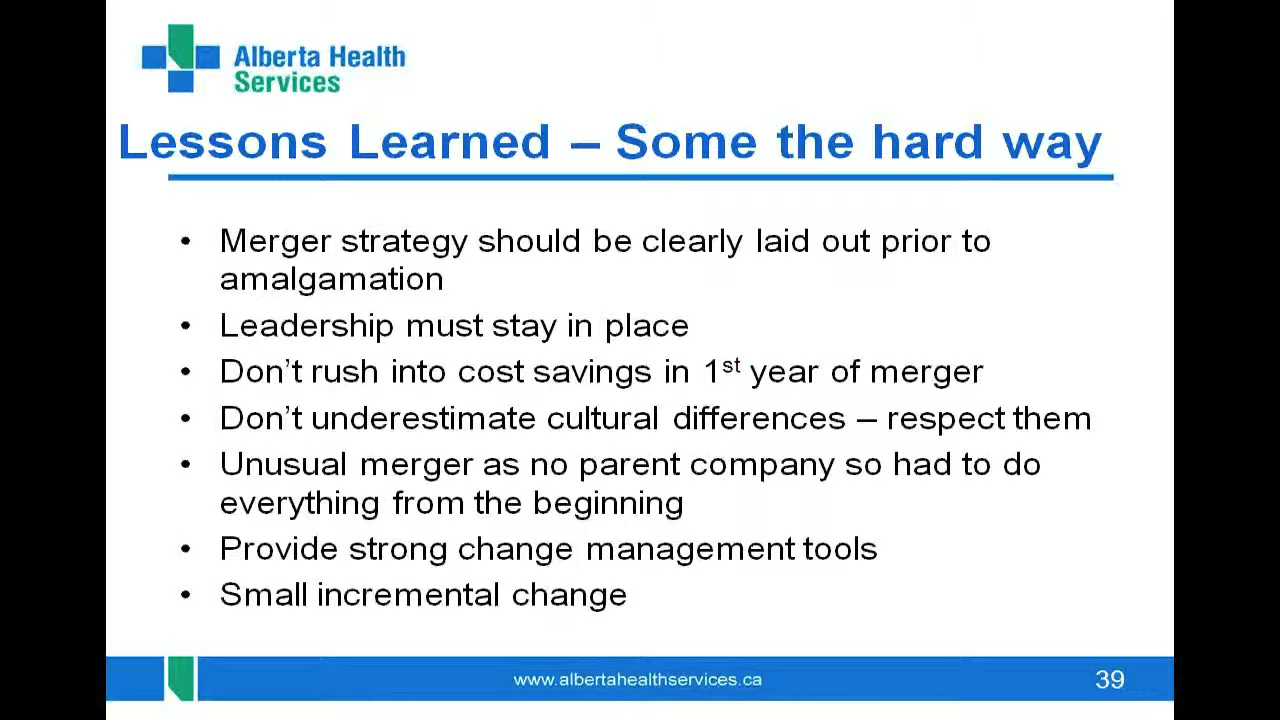 Alberta Health
Services
Lessons Learned – Some the hard way
• Merger strategy should be clearly laid out prior to
amalgamation
• Leadership must stay in place
• Don’t rush into cost savings in 1st year of merger
• Don’t underestimate cultural differences – respect them
• Unusual merger as no parent company so had to do
everything from the beginning
• Provide strong change management tools
• Small incremental change
www.albertahealthservices.ca
39